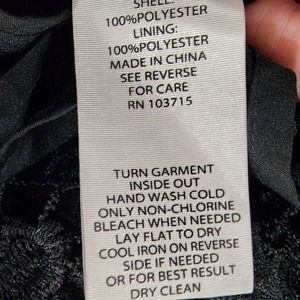 SHELL:
100%POLYESTER
LINING:
100%POLYESTER
MADE IN CHINA
SEE REVERSE
FOR CARE
RN 103715
TURN GARMENT
INSIDE OUT
HAND WASH COLD
ONLY NON-CHLORINE
BLEACH WHEN NEEDED
LAY FLAT TO DRY
COOL IRON ON REVERSE
SIDE IF NEEDED
OR FOR BEST RESULT
DRY CLEAN